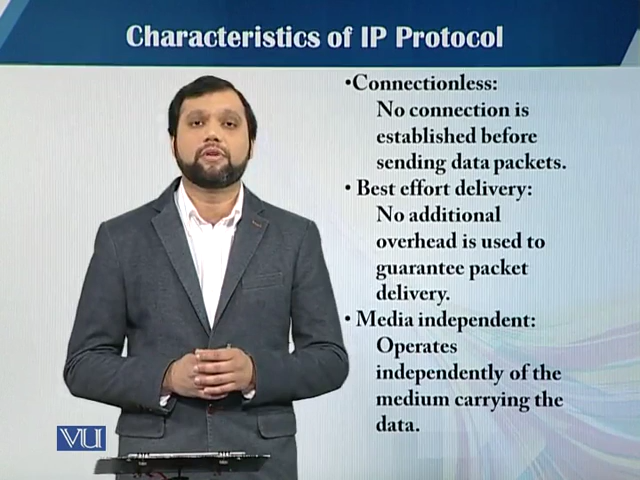 Characteristics of IP Protocol
•Connectionless:
No connection is
established before
sending data packets.
• Best effort delivery:
No additional
overhead is used to
guarantee packet
delivery.
• Media independent:
Operates
independently of the
medium carrying the
data.
VU